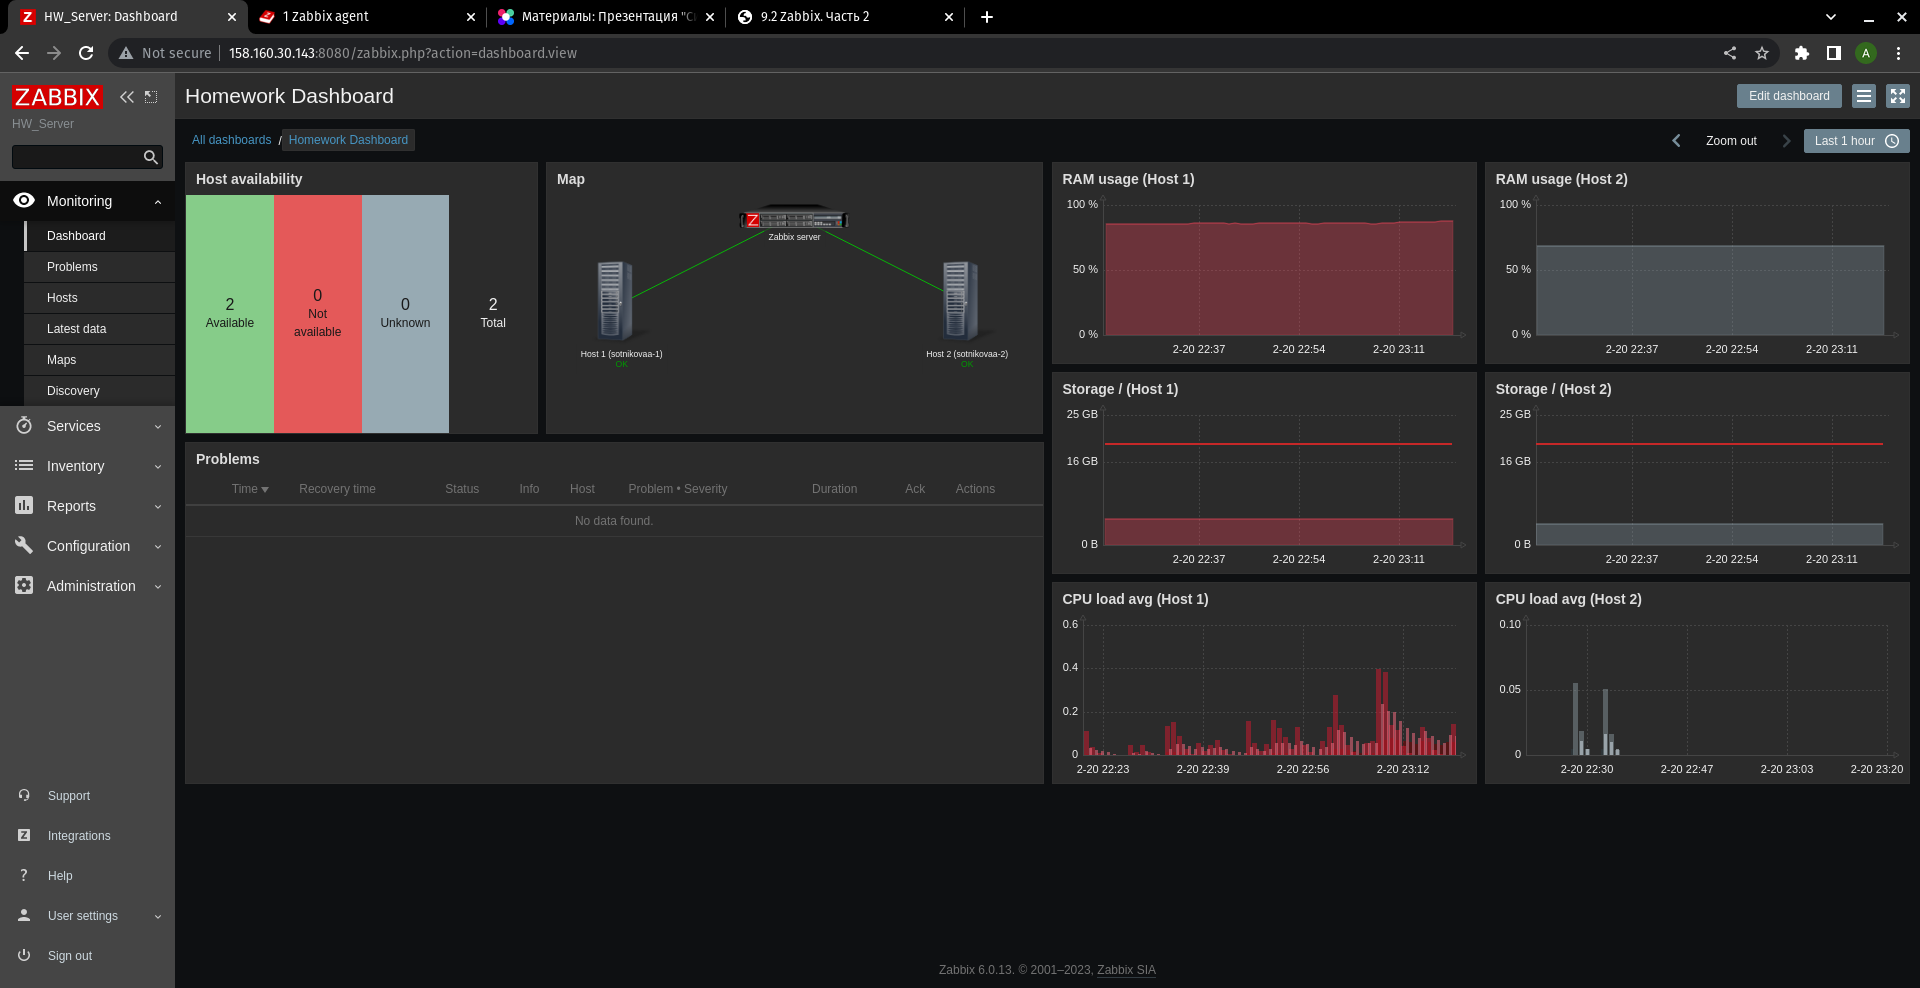 HW_Server: Dashboard
1 Zabbix agent
Материалы: Презентация "Си
9.2 Zabbix. Часть 2
Not secure
158.160.30.143:8080/zabbix.php?action=dashboard.view
A
ZABBIX
HW_Server
Monitoring
Dashboard
Problems
Hosts
Latest data
Maps
Discovery
Services
Inventory
Reports
Configuration
Administration
Support
Integrations
Help
User settings
Sign out
Homework Dashboard
Edit dashboard
All dashboards / Homework Dashboard
Zoom out
Last 1 hour
Host availability
2
Available
0
Not
available
0
Unknown
2
Total
Map
Zabbix server
Host 1 (sotnikovaa-1)
OK
Host 2 (sotnikovaa-2)
OK
Problems
Time Recovery time Status Info Host Problem • Severity Duration Ack Actions
No data found.
RAM usage (Host 1)
100 %
50 %
0 %
2-20 22:37 2-20 22:54 2-20 23:11
RAM usage (Host 2)
100 %
50 %
0 %
2-20 22:37 2-20 22:54 2-20 23:11
Storage / (Host 1)
25 GB
16 GB
0 B
2-20 22:37 2-20 22:54 2-20 23:11
Storage / (Host 2)
25 GB
16 GB
0 B
2-20 22:37 2-20 22:54 2-20 23:11
CPU load avg (Host 1)
0.6
0.4
0.2
0
2-20 22:23 2-20 22:39 2-20 22:56 2-20 23:12
CPU load avg (Host 2)
0.10
0.05
0
2-20 22:30 2-20 22:47 2-20 23:03 2-20 23:20
Zabbix 6.0.13. © 2001–2023, Zabbix SIA